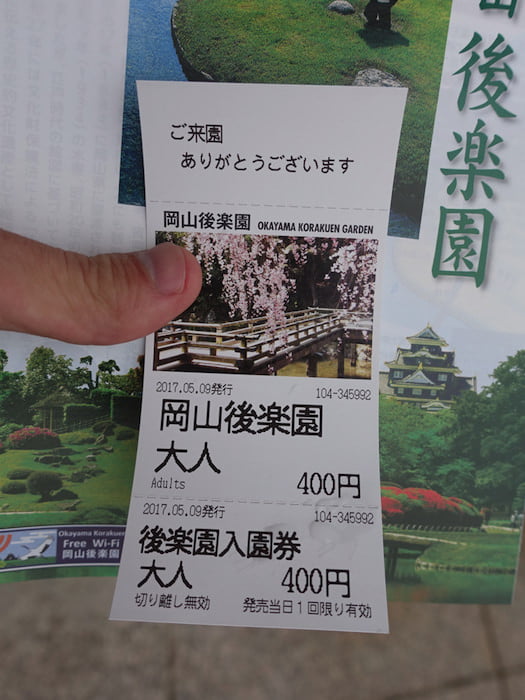 後楽園
ご来園
ありがとうございます
岡山後楽園 OKAYAMA KORAKUEN GARDEN
2017.05.09発行 104-345992
岡山後楽園
大人
Adults 400円
2017.05.09発行 104-345992
後楽園入園券
大人 400円
切り離し無効 発売当日1回限り有効
Okayama Korakuen
Free Wi-Fi
岡山後楽園